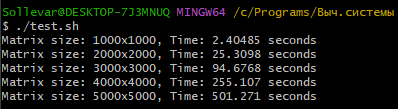 Sollevar@DESKTOP-7J3MNUQ MINGW64 /c/Programs/Выч.системы
$ ./test.sh
Matrix size: 1000x1000, Time: 2.40485 seconds
Matrix size: 2000x2000, Time: 25.3098 seconds
Matrix size: 3000x3000, Time: 94.6768 seconds
Matrix size: 4000x4000, Time: 255.107 seconds
Matrix size: 5000x5000, Time: 501.271 seconds